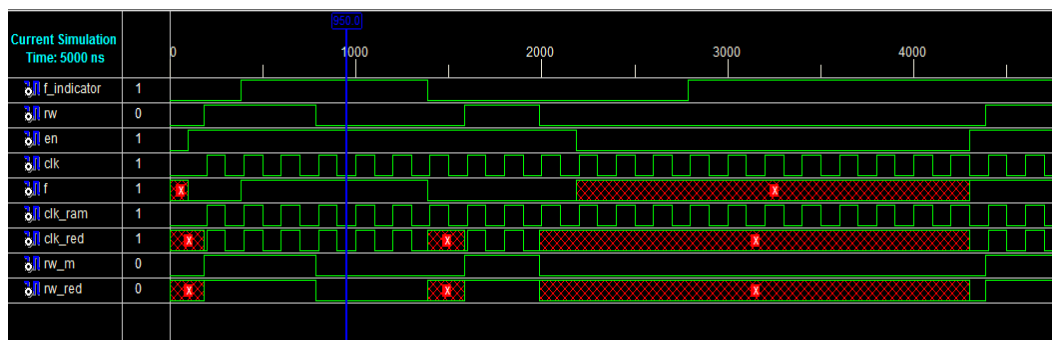 950.0
Current Simulation
Time: 5000 ns
0 1000 2000 3000 4000
f_indicator 1
rw 0
en 1
clk 1
f 1 X X
clk_ram 1
clk_red 1 X X X
rw_m 0
rw_red 0 X X X